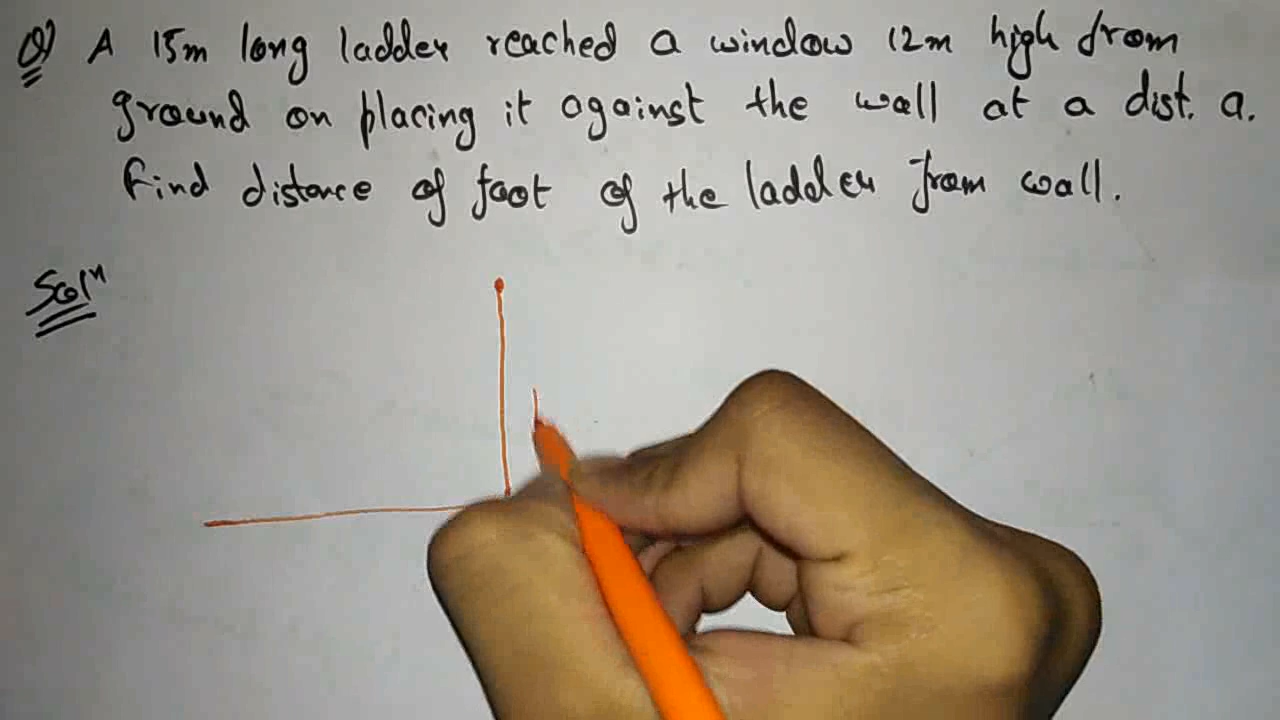 Q) A 15m long ladder reached a window 12m high from
ground on placing it against the wall at a dist. a.
Find distance of foot of the ladder from wall.
Solⁿ